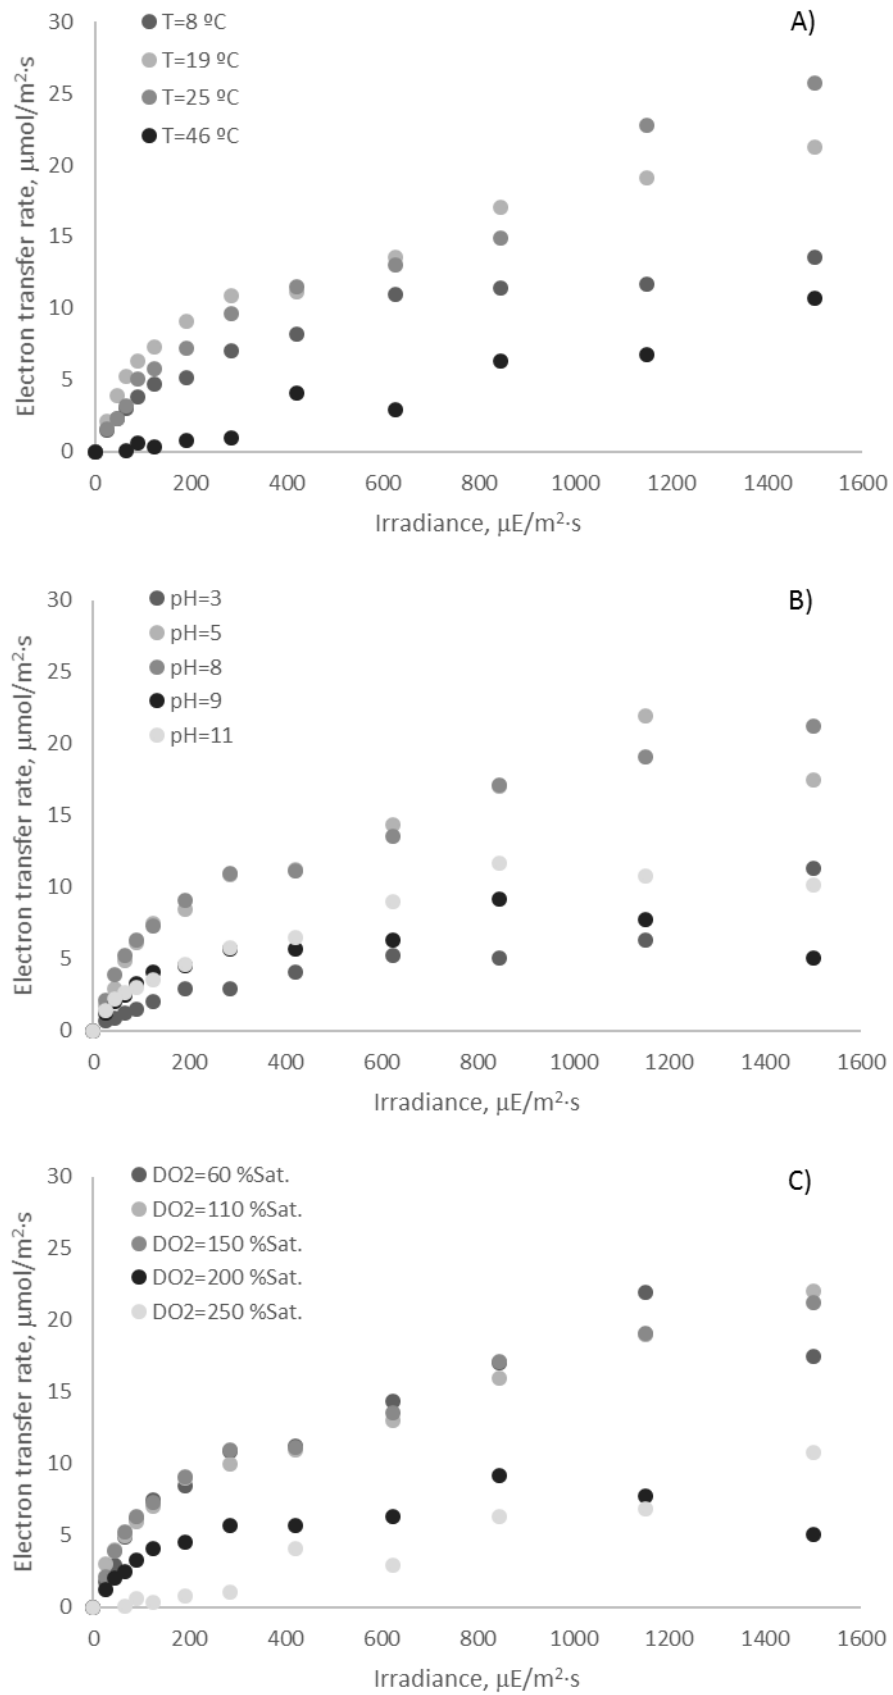 A)
T=8 ºC
T=19 ºC
T=25 ºC
T=46 ºC
30
25
20
15
10
5
0
Electron transfer rate, µmol/m²·s
0 200 400 600 800 1000 1200 1400 1600
Irradiance, µE/m²·s
B)
pH=3
pH=5
pH=8
pH=9
pH=11
30
25
20
15
10
5
0
Electron transfer rate, µmol/m²·s
0 200 400 600 800 1000 1200 1400 1600
Irradiance, µE/m²·s
C)
DO2=60 %Sat.
DO2=110 %Sat.
DO2=150 %Sat.
DO2=200 %Sat.
DO2=250 %Sat.
30
25
20
15
10
5
0
Electron transfer rate, µmol/m²·s
0 200 400 600 800 1000 1200 1400 1600
Irradiance, µE/m²·s